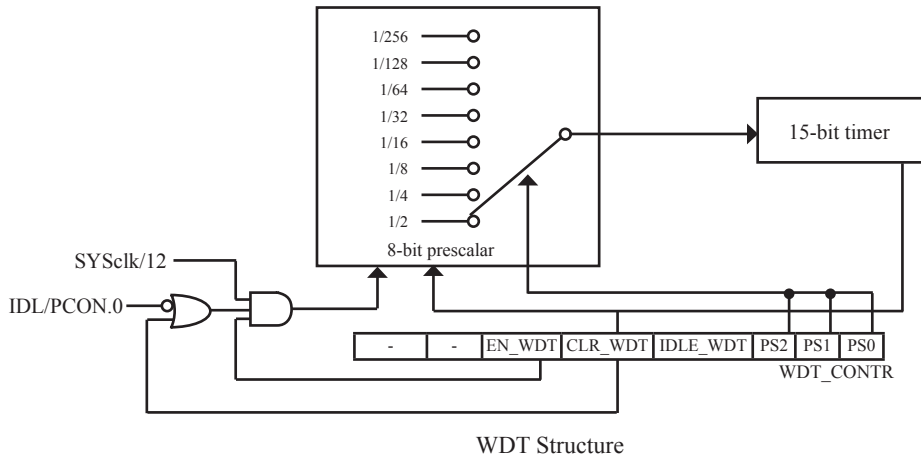 1/256
1/128
1/64
1/32
1/16
1/8
1/4
1/2
8-bit prescalar
15-bit timer
SYSclk/12
IDL/PCON.0
- - EN_WDT CLR_WDT IDLE_WDT PS2 PS1 PS0
WDT_CONTR
WDT Structure